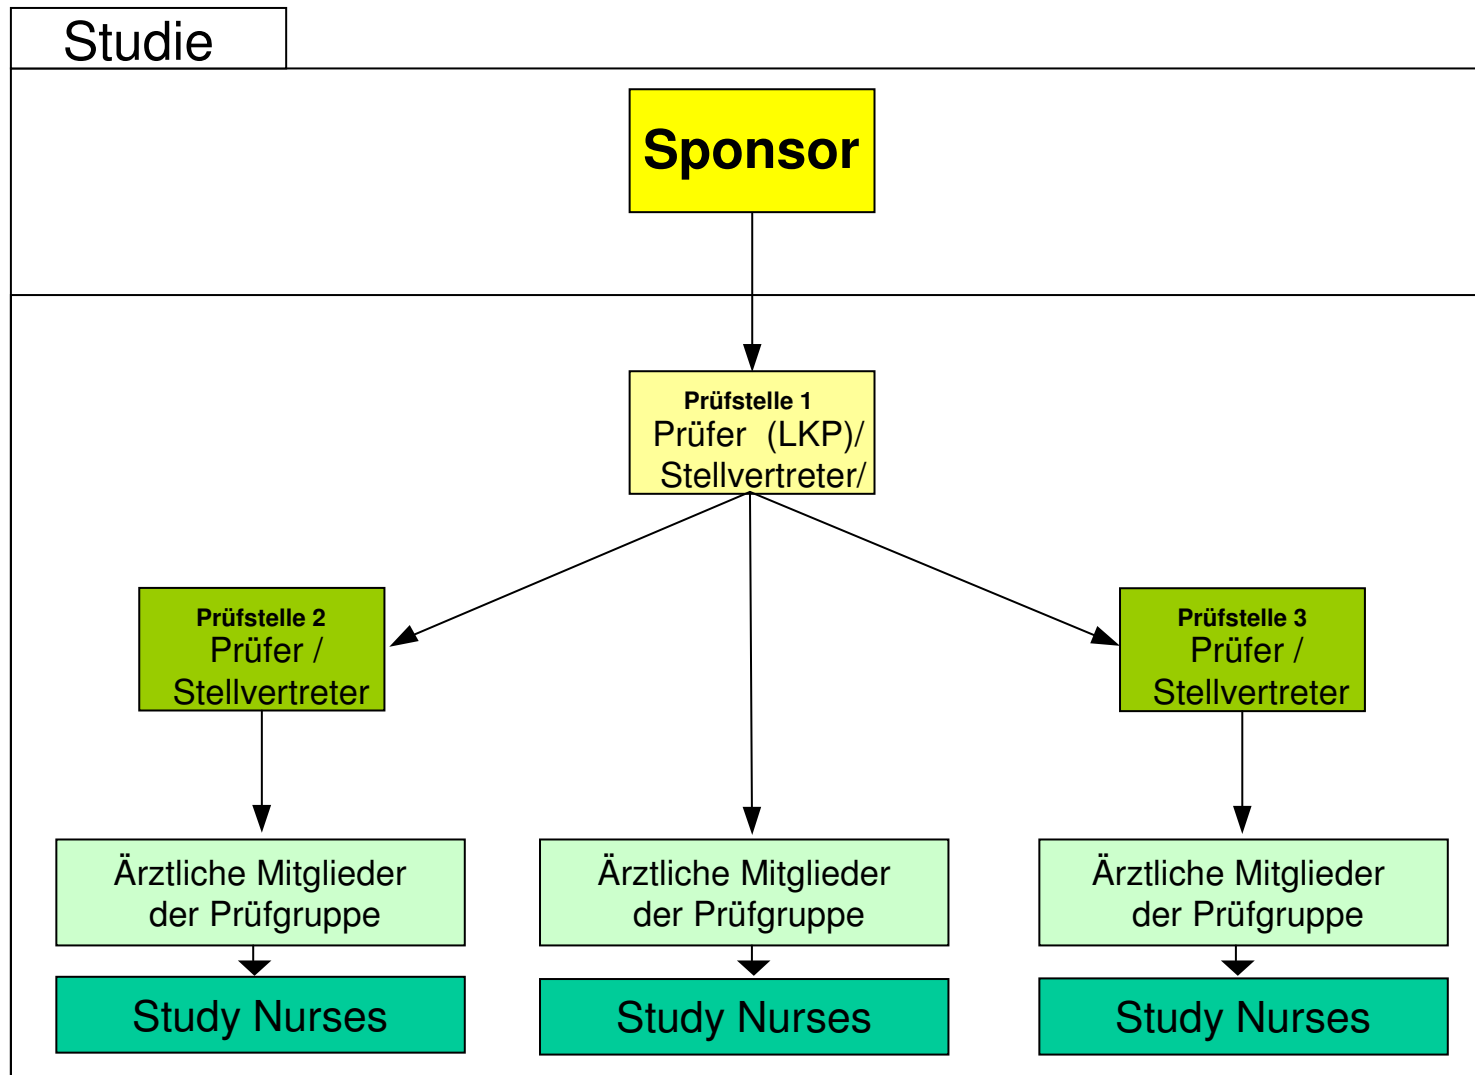 Studie
Sponsor
Prüfstelle 1
Prüfer (LKP)/
Stellvertreter/
Prüfstelle 2
Prüfer /
Stellvertreter
Prüfstelle 3
Prüfer /
Stellvertreter
Ärztliche Mitglieder
der Prüfgruppe
Ärztliche Mitglieder
der Prüfgruppe
Ärztliche Mitglieder
der Prüfgruppe
Study Nurses
Study Nurses
Study Nurses